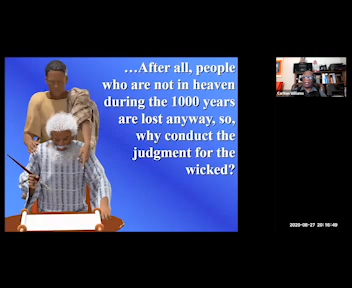 …After all, people
who are not in heaven
during the 1000 years
are lost anyway, so,
why conduct the
judgment for the
wicked?
2020-08-27 20:16:49